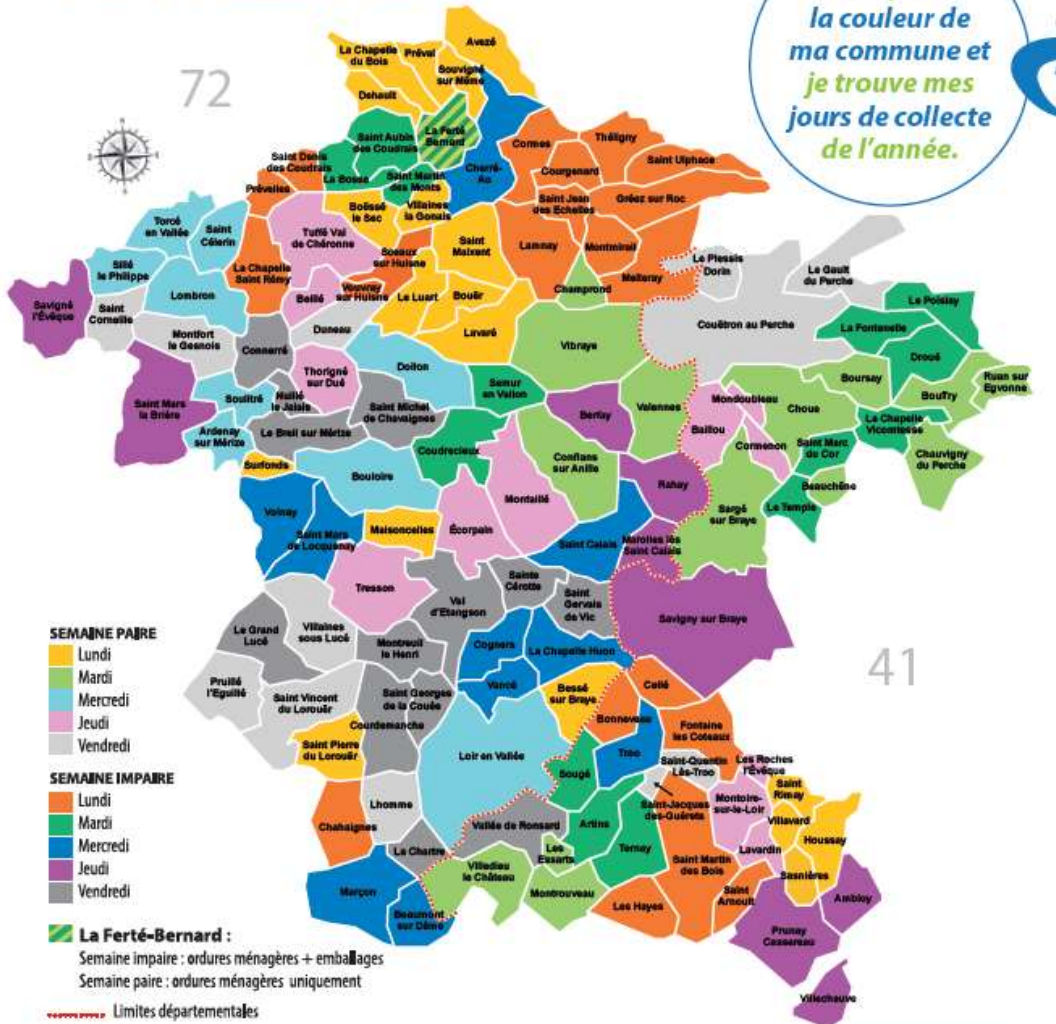 la couleur de
ma commune et
je trouve mes
jours de collecte
de l'année.
72
41
Avezé
La Chapelle
du Bois
Préval
Souvigné
sur Même
Dehault
La Ferté
Bernard
Saint Aubin
des Coudrais
Saint Denis
des Coudrais
La Bosse
Saint Martin
des Monts
Cherré-
Au
Cormes
Théligny
Saint Ulphace
Courgenard
Prévelles
Boëssé
le Sec
Villaines
la Gonais
Saint Jean
des Echelles
Gréez sur Roc
Torcé
en Vallée
Saint
Célerin
Tuffé Val
de Chéronne
Sceaux
sur Huisne
Saint
Maixent
Lamnay
Montmirail
Melleray
Le Plessis
Dorin
Le Gault
du Perche
Sillé
le Philippe
La Chapelle
Saint Rémy
Vouvray
sur Huisne
Champrond
Savigné
l'Évêque
Saint
Corneille
Lombron
Beillé
Le Luart
Bouër
Le Poislay
Montfort
le Gesnois
Duneau
Lavaré
Couëtron au Perche
La Fontenelle
Connerré
Vibraye
Droué
Thorigné
sur Dué
Dollon
Semur
en Vallon
Boursay
Ruan sur
Egvonne
Saint Mars
la Brière
Soulitré
Nuillé
le Jalais
Saint Michel
de Chavaignes
Berfay
Valennes
Mondoubleau
Choue
Bouffry
Ardenay
sur Mérize
Le Breil sur Mérize
Coudrecieux
Baillou
Cormenon
La Chapelle
Vicomtesse
Surfonds
Conflans
sur Anille
Saint Marc
du Cor
Chauvigny
du Perche
Bouloire
Montaillé
Rahay
Beauchêne
Volnay
Maisoncelles
Écorpain
Sargé
sur Braye
Le Temple
Saint Mars
de Locquenay
Saint Calais
Marolles lès
Saint Calais
Tresson
Val
d'Etangson
Sainte
Cérotte
Saint
Gervais
de Vic
Savigny sur Braye
Le Grand
Lucé
Villaines
sous Lucé
Montreuil
le Henri
Cogners
La Chapelle Huon
Pruillé
l'Eguillé
Saint Vincent
du Lorouër
Saint Georges
de la Couée
Vancé
Bessé
sur Braye
Cellé
Courdemanche
Bonneveau
Fontaine
les Coteaux
Saint Pierre
du Lorouër
Loir en Vallée
Troo
Sougé
Saint-Quentin
Lès-Troo
Les Roches
l'Évêque
Saint
Rimay
Lhomme
Saint-Jacques
des-Guérets
Montoire-
sur-le-Loir
Villavard
Chahaignes
Vallée de Ronsard
Artins
Houssay
La Chartre
Les
Essarts
Ternay
Lavardin
Villedieu
le Château
Saint Martin
des Bois
Sasnières
Marçon
Montrouveau
Saint
Arnoult
Ambloy
Beaumont
sur Dême
Les Hayes
Prunay
Cassereau
Villechauve
SEMAINE PAIRE
Lundi
Mardi
Mercredi
Jeudi
Vendredi
SEMAINE IMPAIRE
Lundi
Mardi
Mercredi
Jeudi
Vendredi
La Ferté-Bernard :
Semaine impaire : ordures ménagères + emballages
Semaine paire : ordures ménagères uniquement
Limites départementales